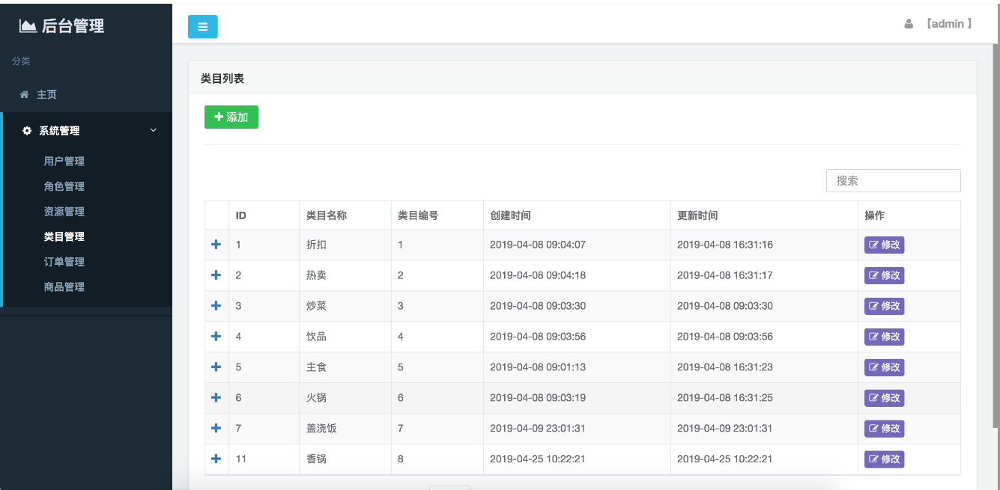 后台管理
【admin 】
分类
主页
系统管理
用户管理
角色管理
资源管理
类目管理
订单管理
商品管理
类目列表
添加
搜索
ID 类目名称 类目编号 创建时间 更新时间 操作
1 折扣 1 2019-04-08 09:04:07 2019-04-08 16:31:16 修改
2 热卖 2 2019-04-08 09:04:18 2019-04-08 16:31:17 修改
3 炒菜 3 2019-04-08 09:03:30 2019-04-08 09:03:30 修改
4 饮品 4 2019-04-08 09:03:56 2019-04-08 09:03:56 修改
5 主食 5 2019-04-08 09:01:13 2019-04-08 16:31:23 修改
6 火锅 6 2019-04-08 09:03:19 2019-04-08 16:31:25 修改
7 盖浇饭 7 2019-04-09 23:01:31 2019-04-09 23:01:31 修改
11 香锅 8 2019-04-25 10:22:21 2019-04-25 10:22:21 修改